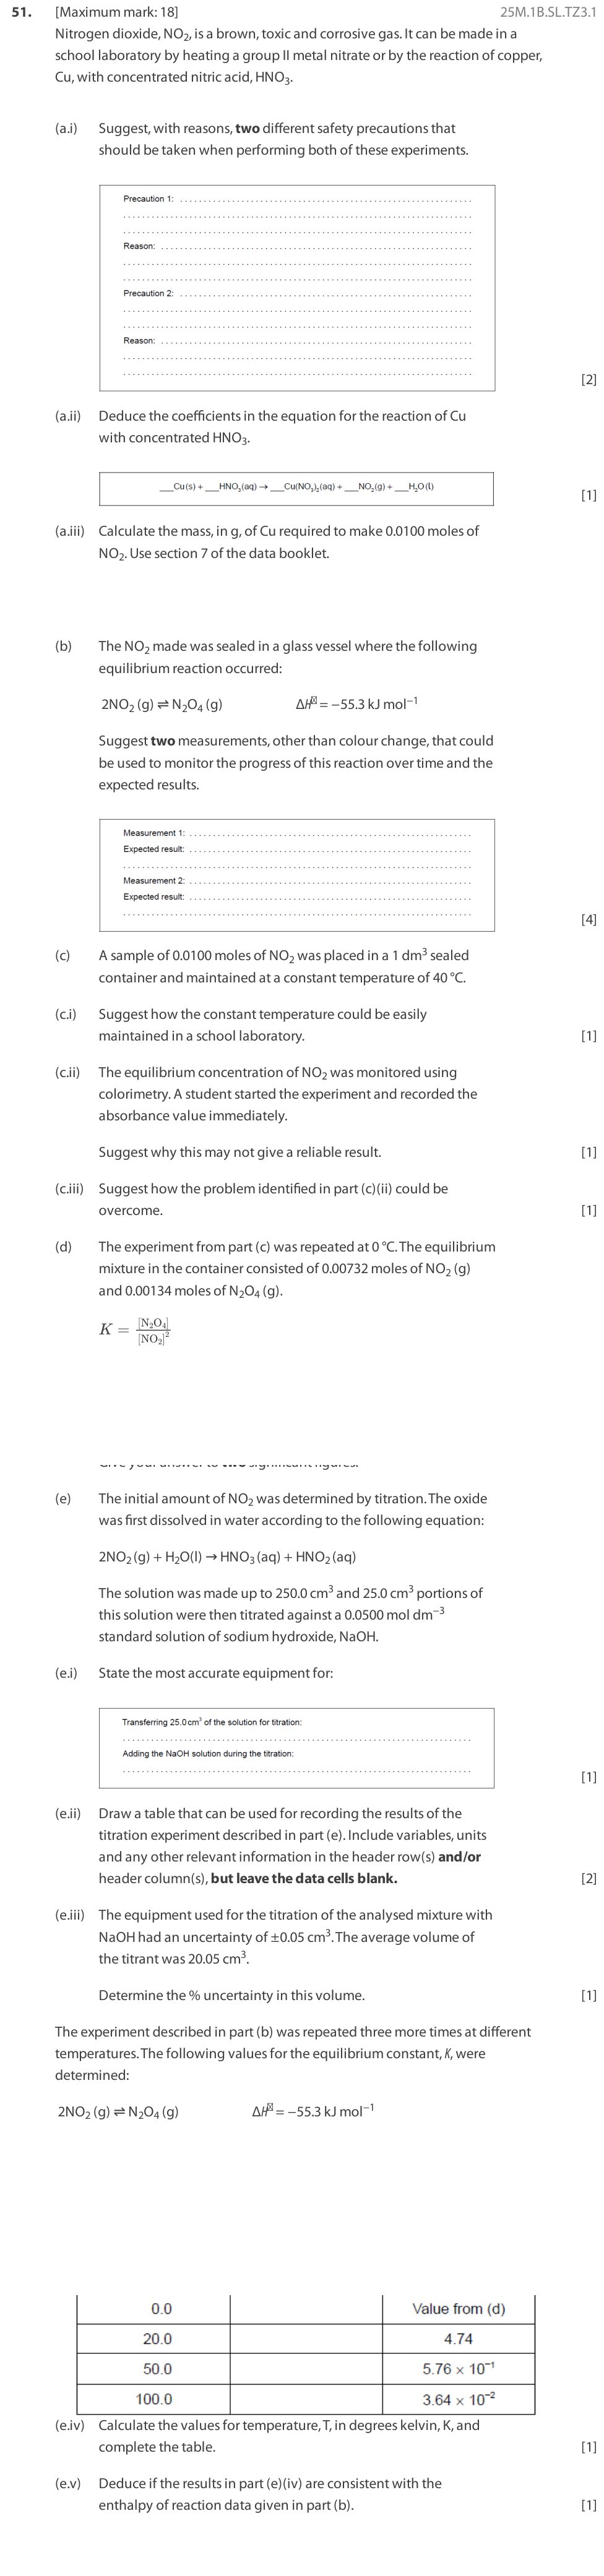 51. [Maximum mark: 18] 25M.1B.SL.TZ3.1
Nitrogen dioxide, NO₂, is a brown, toxic and corrosive gas. It can be made in a
school laboratory by heating a group II metal nitrate or by the reaction of copper,
Cu, with concentrated nitric acid, HNO₃.
(a.i) Suggest, with reasons, two different safety precautions that
should be taken when performing both of these experiments.
Precaution 1:
Reason:
Precaution 2:
Reason:
[2]
(a.ii) Deduce the coefficients in the equation for the reaction of Cu
with concentrated HNO₃.
___Cu(s) + ___HNO₃(aq) → ___Cu(NO₃)₂(aq) + ___NO₂(g) + ___H₂O(l)
[1]
(a.iii) Calculate the mass, in g, of Cu required to make 0.0100 moles of
NO₂. Use section 7 of the data booklet.
(b) The NO₂ made was sealed in a glass vessel where the following
equilibrium reaction occurred:
2NO₂ (g) ⇌ N₂O₄ (g) ΔH = −55.3 kJ mol⁻¹
Suggest two measurements, other than colour change, that could
be used to monitor the progress of this reaction over time and the
expected results.
Measurement 1:
Expected result:
Measurement 2:
Expected result:
[4]
(c) A sample of 0.0100 moles of NO₂ was placed in a 1 dm³ sealed
container and maintained at a constant temperature of 40 °C.
(c.i) Suggest how the constant temperature could be easily
maintained in a school laboratory. [1]
(c.ii) The equilibrium concentration of NO₂ was monitored using
colorimetry. A student started the experiment and recorded the
absorbance value immediately.
Suggest why this may not give a reliable result. [1]
(c.iii) Suggest how the problem identified in part (c)(ii) could be
overcome. [1]
(d) The experiment from part (c) was repeated at 0 °C. The equilibrium
mixture in the container consisted of 0.00732 moles of NO₂ (g)
and 0.00134 moles of N₂O₄ (g).
K = [N₂O₄] / [NO₂]²
(e) The initial amount of NO₂ was determined by titration. The oxide
was first dissolved in water according to the following equation:
2NO₂ (g) + H₂O(l) → HNO₃ (aq) + HNO₂ (aq)
The solution was made up to 250.0 cm³ and 25.0 cm³ portions of
this solution were then titrated against a 0.0500 mol dm⁻³
standard solution of sodium hydroxide, NaOH.
(e.i) State the most accurate equipment for:
Transferring 25.0 cm³ of the solution for titration:
Adding the NaOH solution during the titration:
[1]
(e.ii) Draw a table that can be used for recording the results of the
titration experiment described in part (e). Include variables, units
and any other relevant information in the header row(s) and/or
header column(s), but leave the data cells blank. [2]
(e.iii) The equipment used for the titration of the analysed mixture with
NaOH had an uncertainty of ±0.05 cm³. The average volume of
the titrant was 20.05 cm³.
Determine the % uncertainty in this volume. [1]
The experiment described in part (b) was repeated three more times at different
temperatures. The following values for the equilibrium constant, K, were
determined:
2NO₂ (g) ⇌ N₂O₄ (g) ΔH = −55.3 kJ mol⁻¹
0.0 Value from (d)
20.0 4.74
50.0 5.76 × 10⁻¹
100.0 3.64 × 10⁻²
(e.iv) Calculate the values for temperature, T, in degrees kelvin, K, and
complete the table. [1]
(e.v) Deduce if the results in part (e)(iv) are consistent with the
enthalpy of reaction data given in part (b). [1]